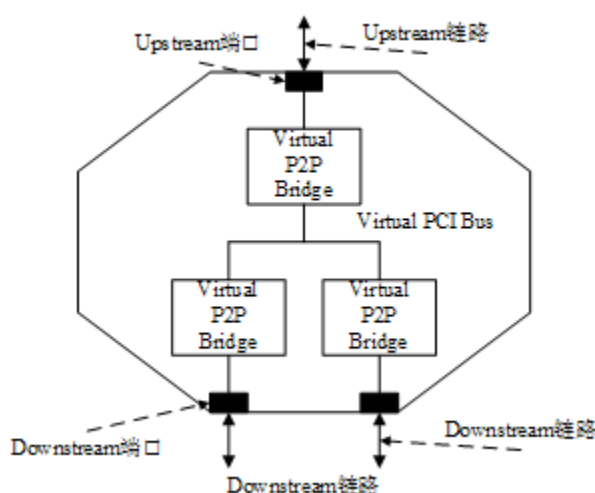 Upstream链路
Upstream端口
Virtual
P2P
Bridge
Virtual PCI Bus
Virtual
P2P
Bridge
Virtual
P2P
Bridge
Downstream端口
Downstream链路
Downstream链路